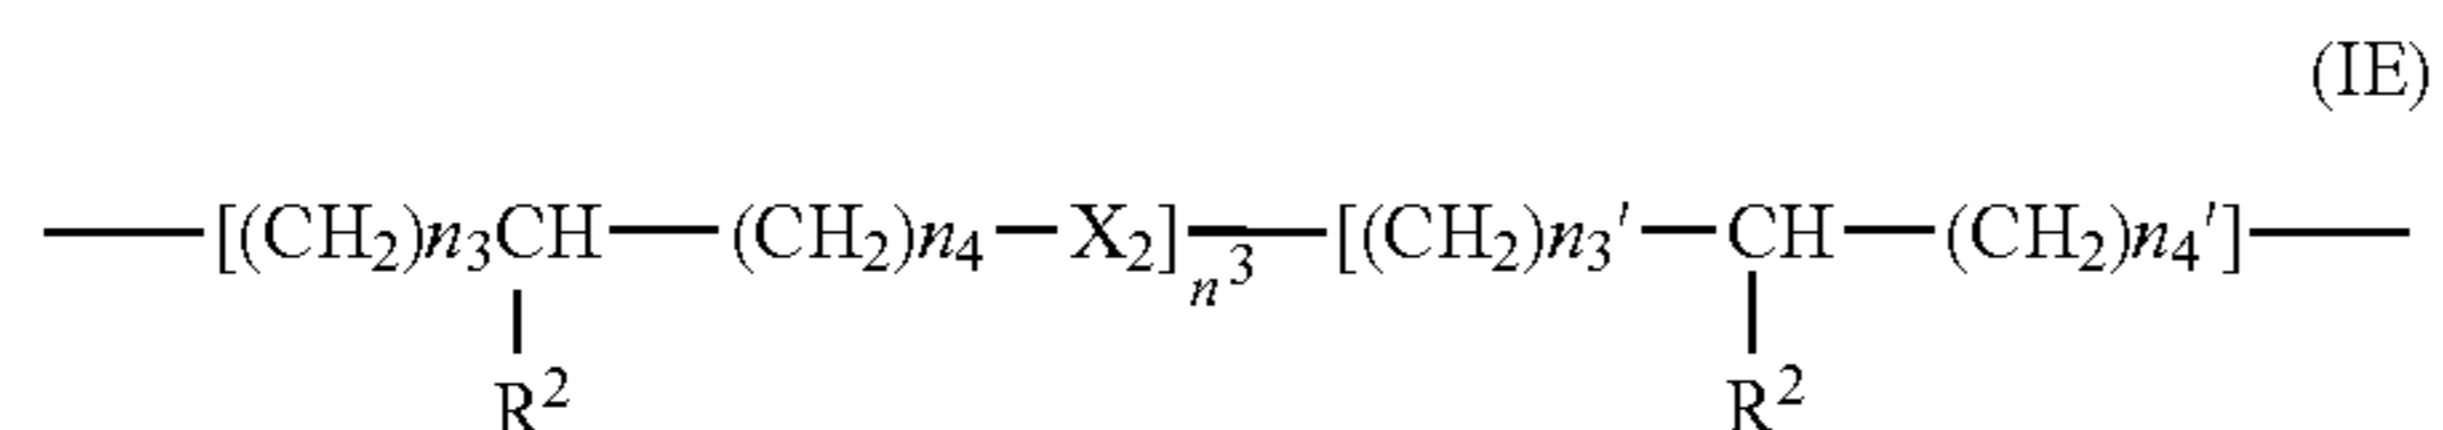 (IE)
—[(CH₂)n₃CH—(CH₂)n₄—X₂]n³—[(CH₂)n₃′—CH—(CH₂)n₄′]—
R² R²